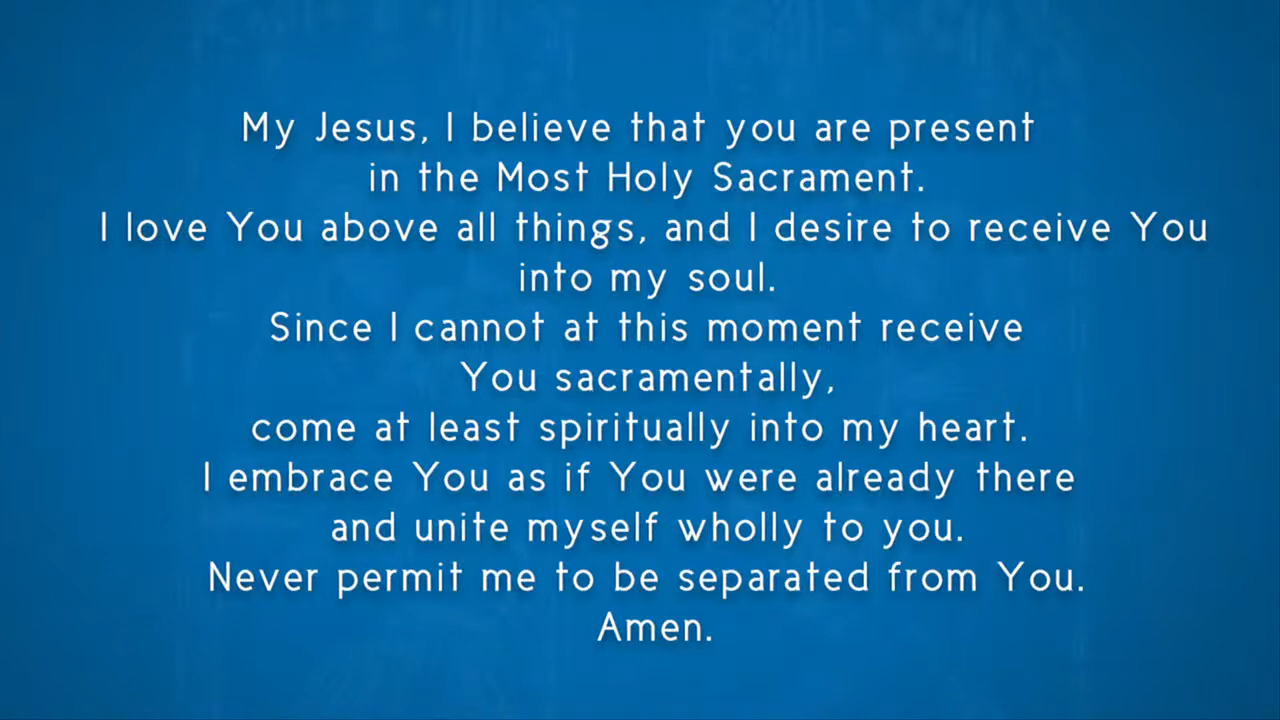 My Jesus, I believe that you are present
in the Most Holy Sacrament.
I love You above all things, and I desire to receive You
into my soul.
Since I cannot at this moment receive
You sacramentally,
come at least spiritually into my heart.
I embrace You as if You were already there
and unite myself wholly to you.
Never permit me to be separated from You.
Amen.